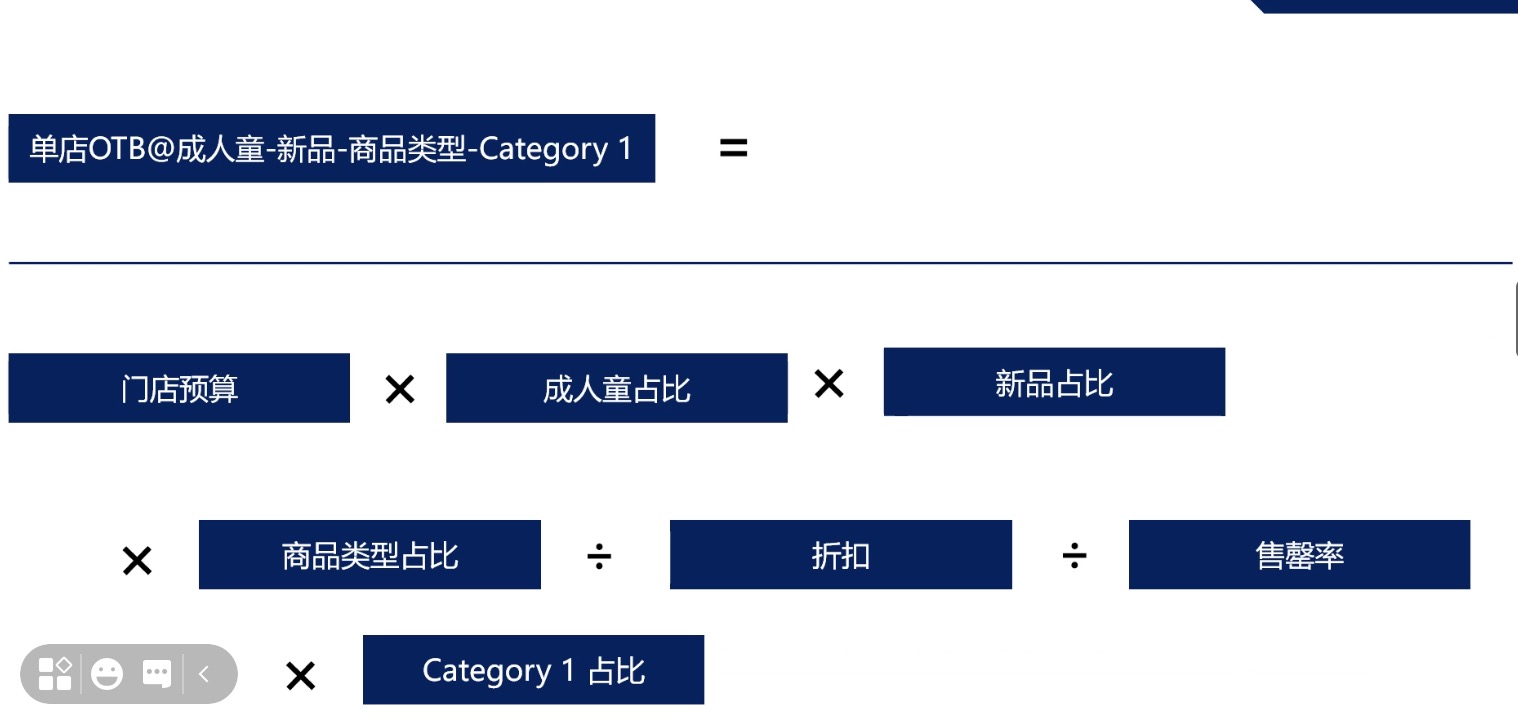 单店OTB@成人童-新品-商品类型-Category 1 =
门店预算 × 成人童占比 × 新品占比
× 商品类型占比 ÷ 折扣 ÷ 售罄率
× Category 1 占比